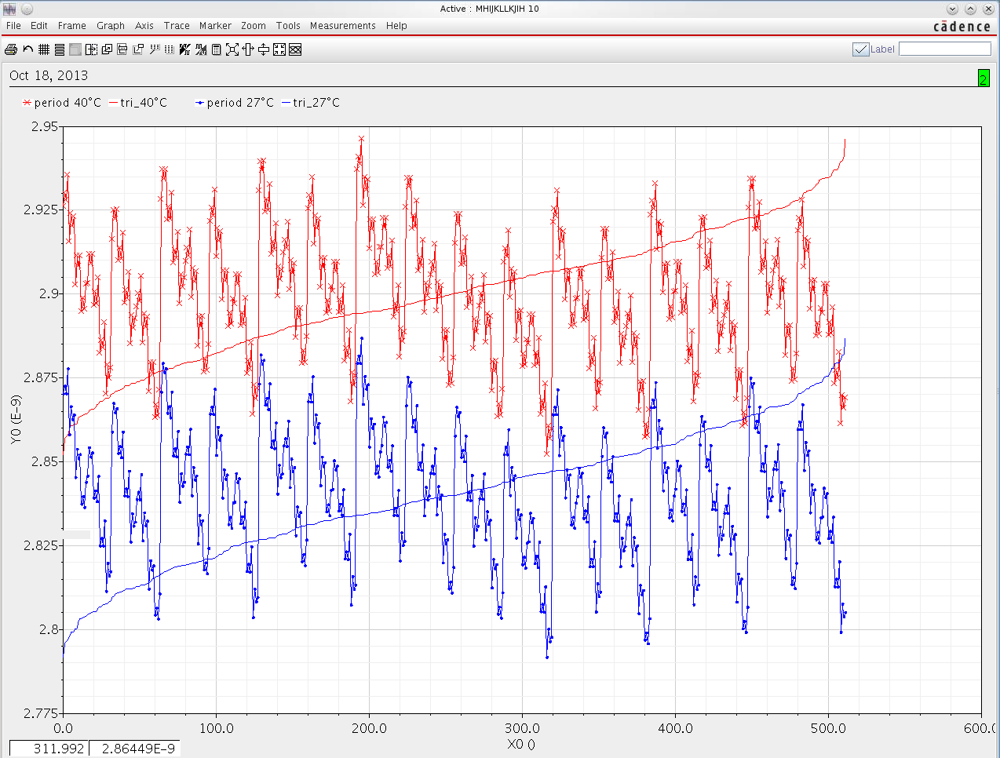 Active : MHIJKLLKJIH 10
File Edit Frame Graph Axis Trace Marker Zoom Tools Measurements Help
cādence
Label
Oct 18, 2013
2
period 40°C tri_40°C period 27°C tri_27°C
2.95
2.925
2.9
2.875
2.85
2.825
2.8
2.775
Y0 (E-9)
0.0 100.0 200.0 300.0 400.0 500.0 600.0
X0 ()
311.992 2.86449E-9